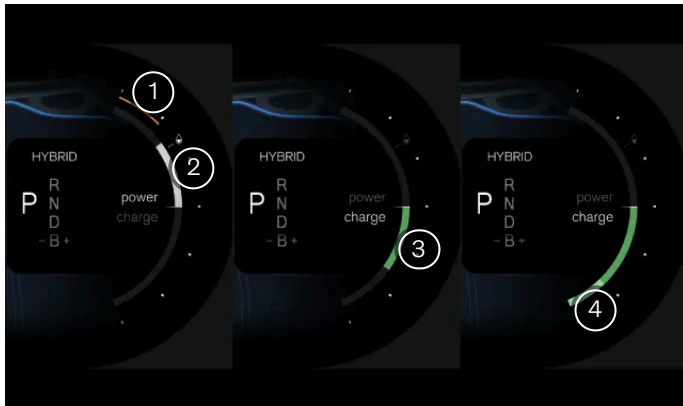 1
2
HYBRID
P
R
N
D
- B +
power
charge
HYBRID
P
R
N
D
- B +
power
charge
3
HYBRID
P
R
N
D
- B +
power
charge
4